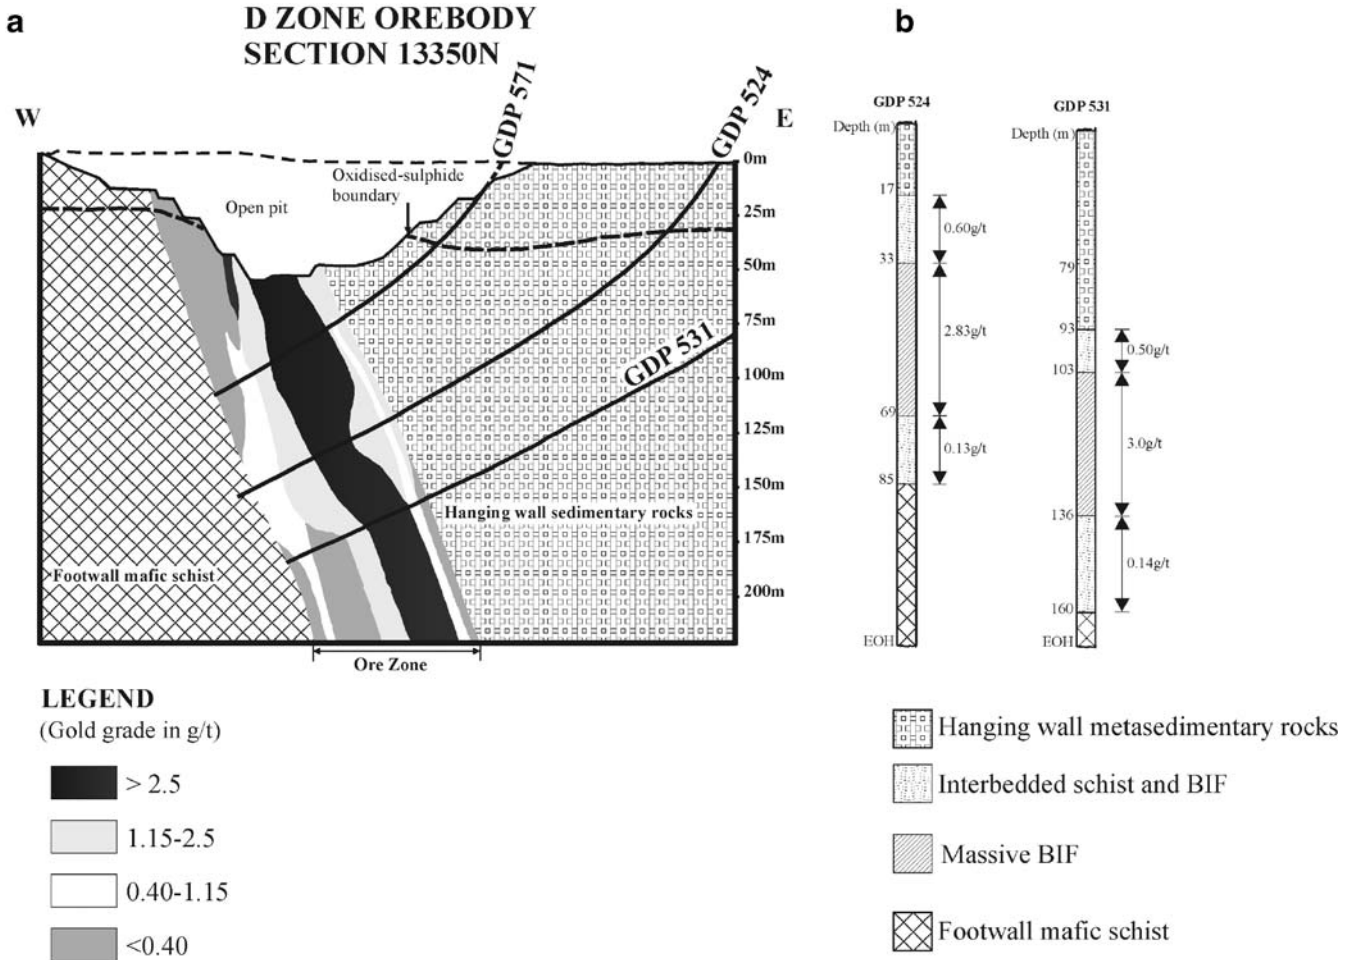 a
D ZONE OREBODY
SECTION 13350N
b
W
GDP 571
GDP 524
E
0m
25m
50m
75m
100m
125m
150m
175m
200m
Oxidised-sulphide
boundary
Open pit
GDP 531
Hanging wall sedimentary rocks
Footwall mafic schist
Ore Zone
LEGEND
(Gold grade in g/t)
> 2.5
1.15-2.5
0.40-1.15
<0.40
GDP 524
Depth (m)
17
0.60g/t
33
2.83g/t
69
0.13g/t
85
EOH
GDP 531
Depth (m)
79
93
0.50g/t
103
3.0g/t
136
0.14g/t
160
EOH
Hanging wall metasedimentary rocks
Interbedded schist and BIF
Massive BIF
Footwall mafic schist